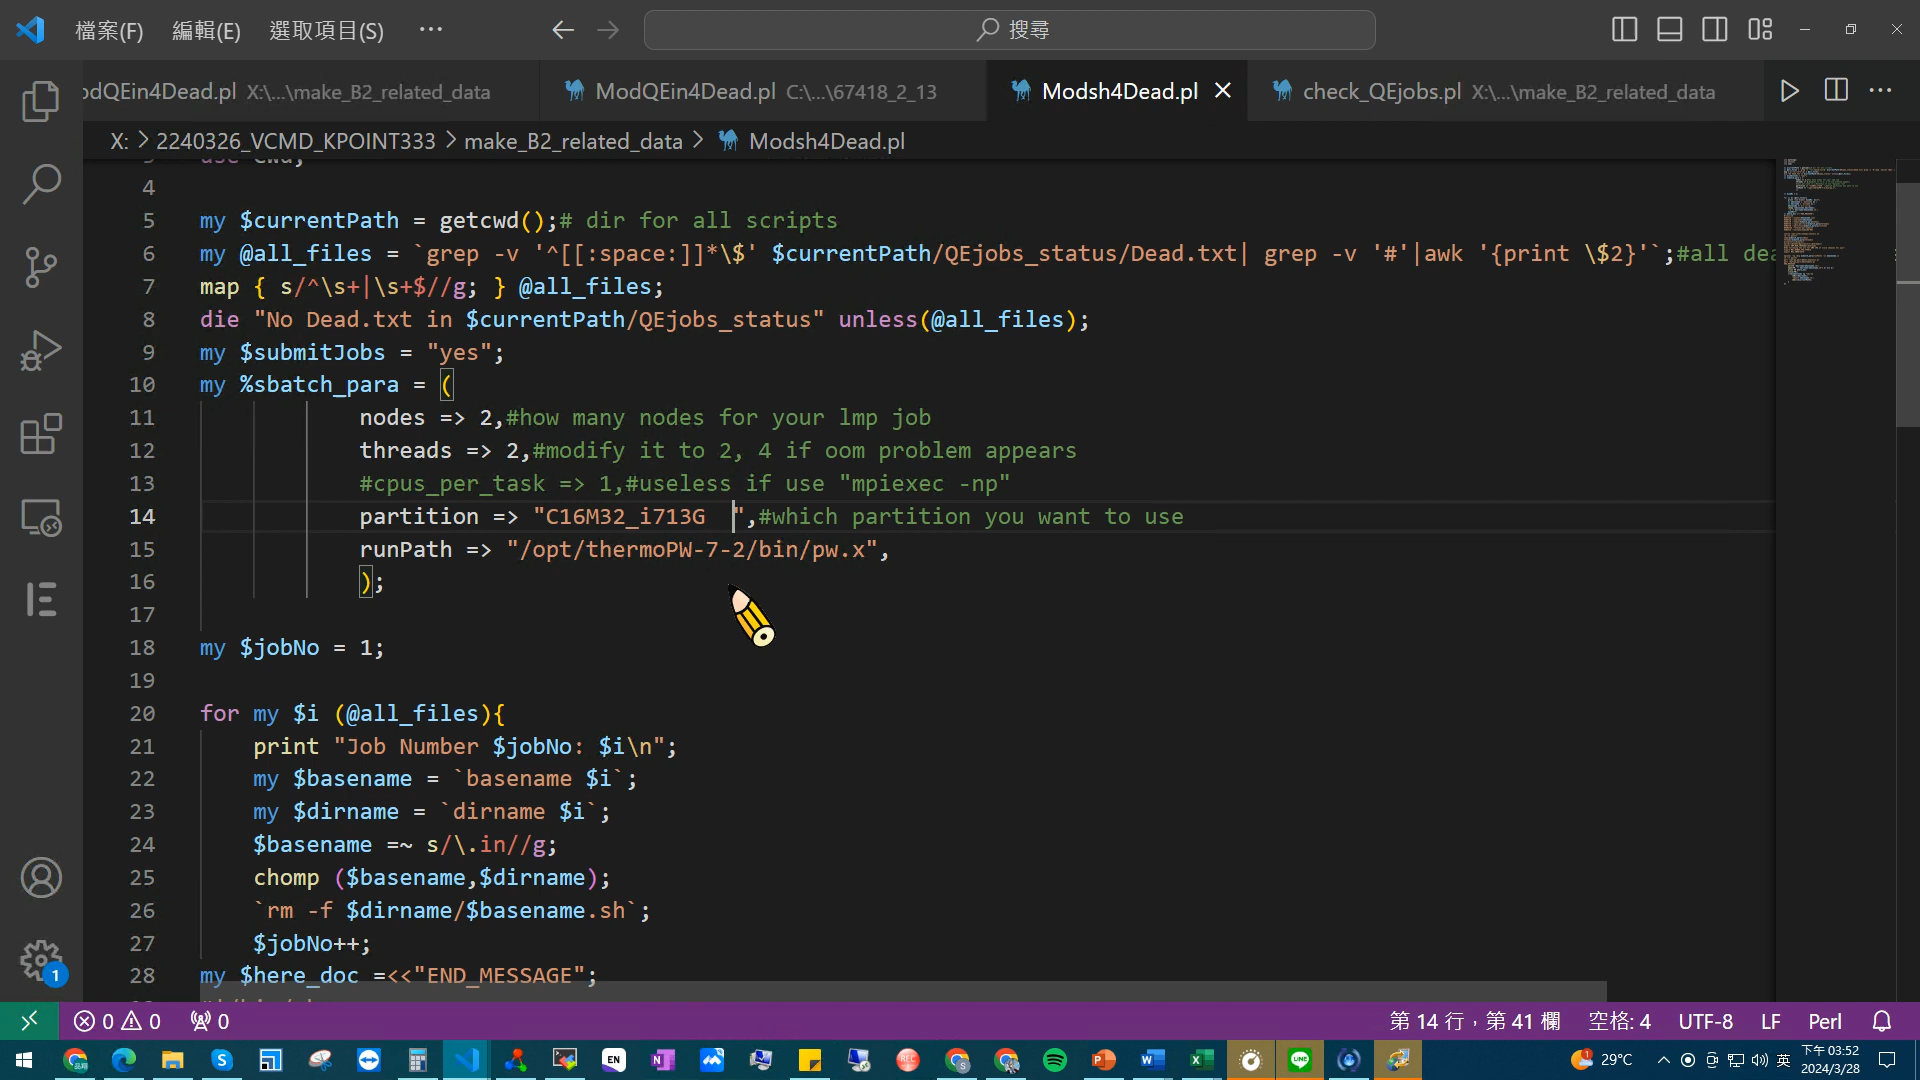 檔案(F) 編輯(E) 選取項目(S) ··· 搜尋
odQEin4Dead.pl X:\...\make_B2_related_data ModQEin4Dead.pl C:\...\67418_2_13 Modsh4Dead.pl check_QEjobs.pl X:\...\make_B2_related_data
X: > 2240326_VCMD_KPOINT333 > make_B2_related_data > Modsh4Dead.pl
3 use Cwd;
4
5 my $currentPath = getcwd();# dir for all scripts
6 my @all_files = `grep -v '^[[:space:]]*\$' $currentPath/QEjobs_status/Dead.txt| grep -v '#'|awk '{print \$2}'`;#all dea
7 map { s/^\s+|\s+$//g; } @all_files;
8 die "No Dead.txt in $currentPath/QEjobs_status" unless(@all_files);
9 my $submitJobs = "yes";
10 my %sbatch_para = (
11 nodes => 2,#how many nodes for your lmp job
12 threads => 2,#modify it to 2, 4 if oom problem appears
13 #cpus_per_task => 1,#useless if use "mpiexec -np"
14 partition => "C16M32_i713G  ",#which partition you want to use
15 runPath => "/opt/thermoPW-7-2/bin/pw.x",
16 );
17
18 my $jobNo = 1;
19
20 for my $i (@all_files){
21 print "Job Number $jobNo: $i\n";
22 my $basename = `basename $i`;
23 my $dirname = `dirname $i`;
24 $basename =~ s/\.in//g;
25 chomp ($basename,$dirname);
26 `rm -f $dirname/$basename.sh`;
27 $jobNo++;
28 my $here_doc =<<"END_MESSAGE";
1
0 0 0 第 14 行，第 41 欄 空格: 4 UTF-8 LF Perl
EN 29°C 英 下午 03:52
2024/3/28